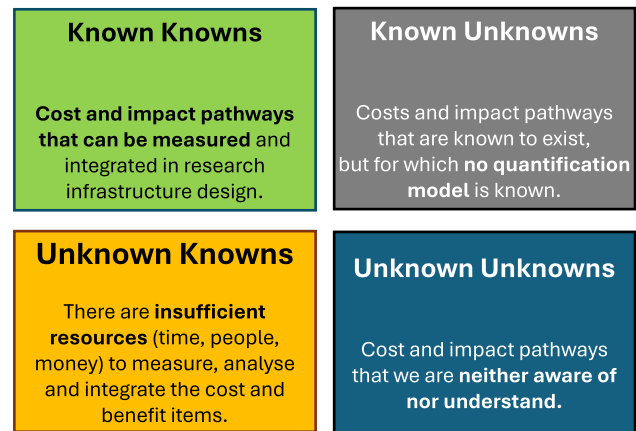 Known Knowns
Cost and impact pathways
that can be measured and
integrated in research
infrastructure design.
Known Unknowns
Costs and impact pathways
that are known to exist,
but for which no quantification
model is known.
Unknown Knowns
There are insufficient
resources (time, people,
money) to measure, analyse
and integrate the cost and
benefit items.
Unknown Unknowns
Cost and impact pathways
that we are neither aware of
nor understand.